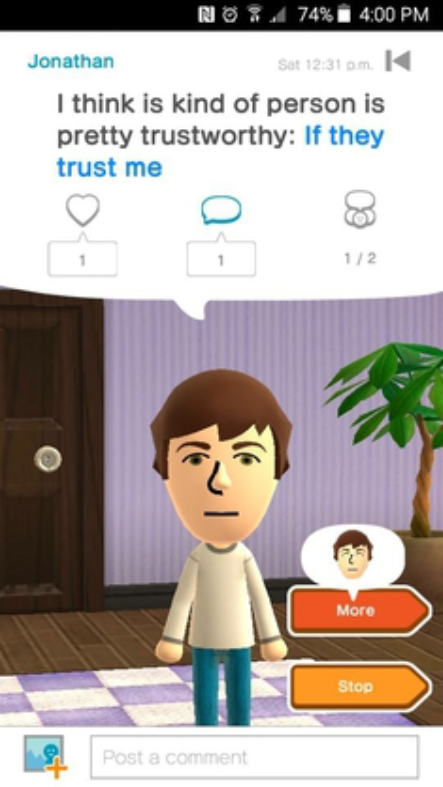 74% 4:00 PM
Jonathan Sat 12:31 p.m.
I think is kind of person is
pretty trustworthy: If they
trust me
1 1 1 / 2
More
Stop
Post a comment